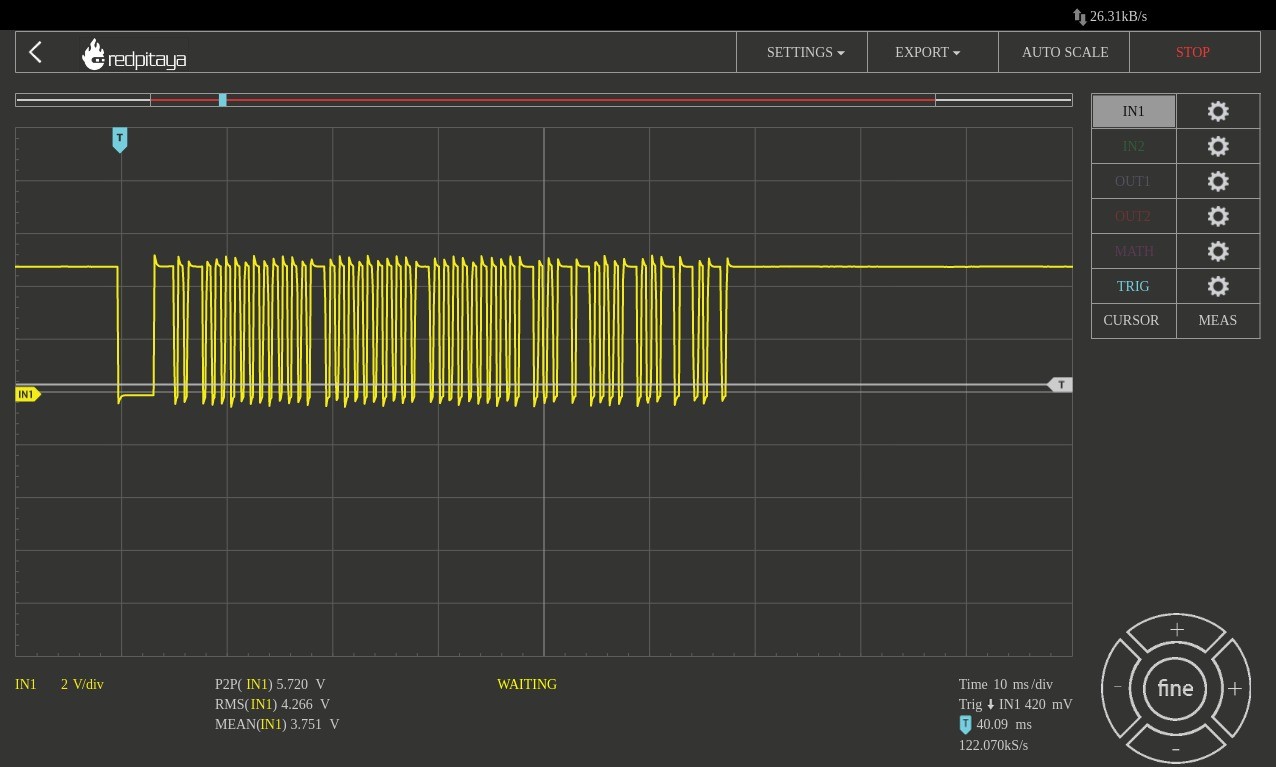 26.31kB/s
redpitaya
SETTINGS
EXPORT
AUTO SCALE
STOP
T
IN1
IN2
OUT1
OUT2
MATH
TRIG
CURSOR
MEAS
IN1
T
IN1 2 V/div
P2P( IN1) 5.720 V
RMS(IN1) 4.266 V
MEAN(IN1) 3.751 V
WAITING
Time 10 ms/div
Trig IN1 420 mV
T 40.09 ms
122.070kS/s
+
- fine +
-